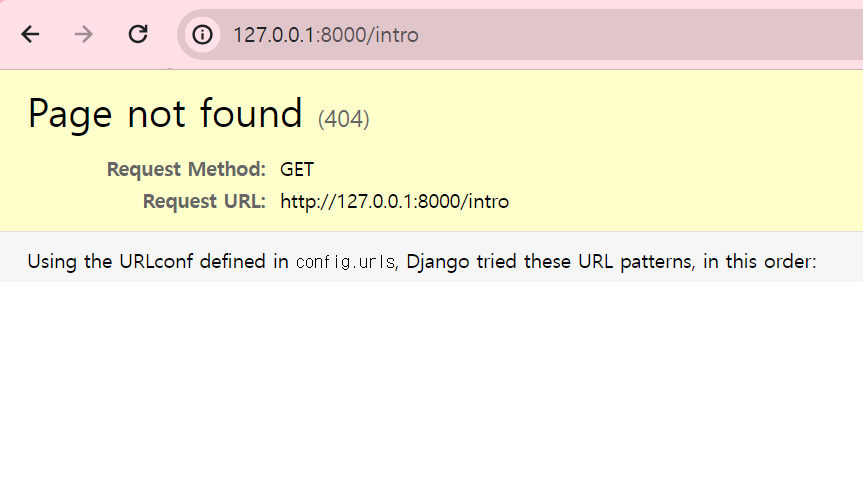 127.0.0.1:8000/intro
Page not found (404)
Request Method: GET
Request URL: http://127.0.0.1:8000/intro
Using the URLconf defined in config.urls, Django tried these URL patterns, in this order: